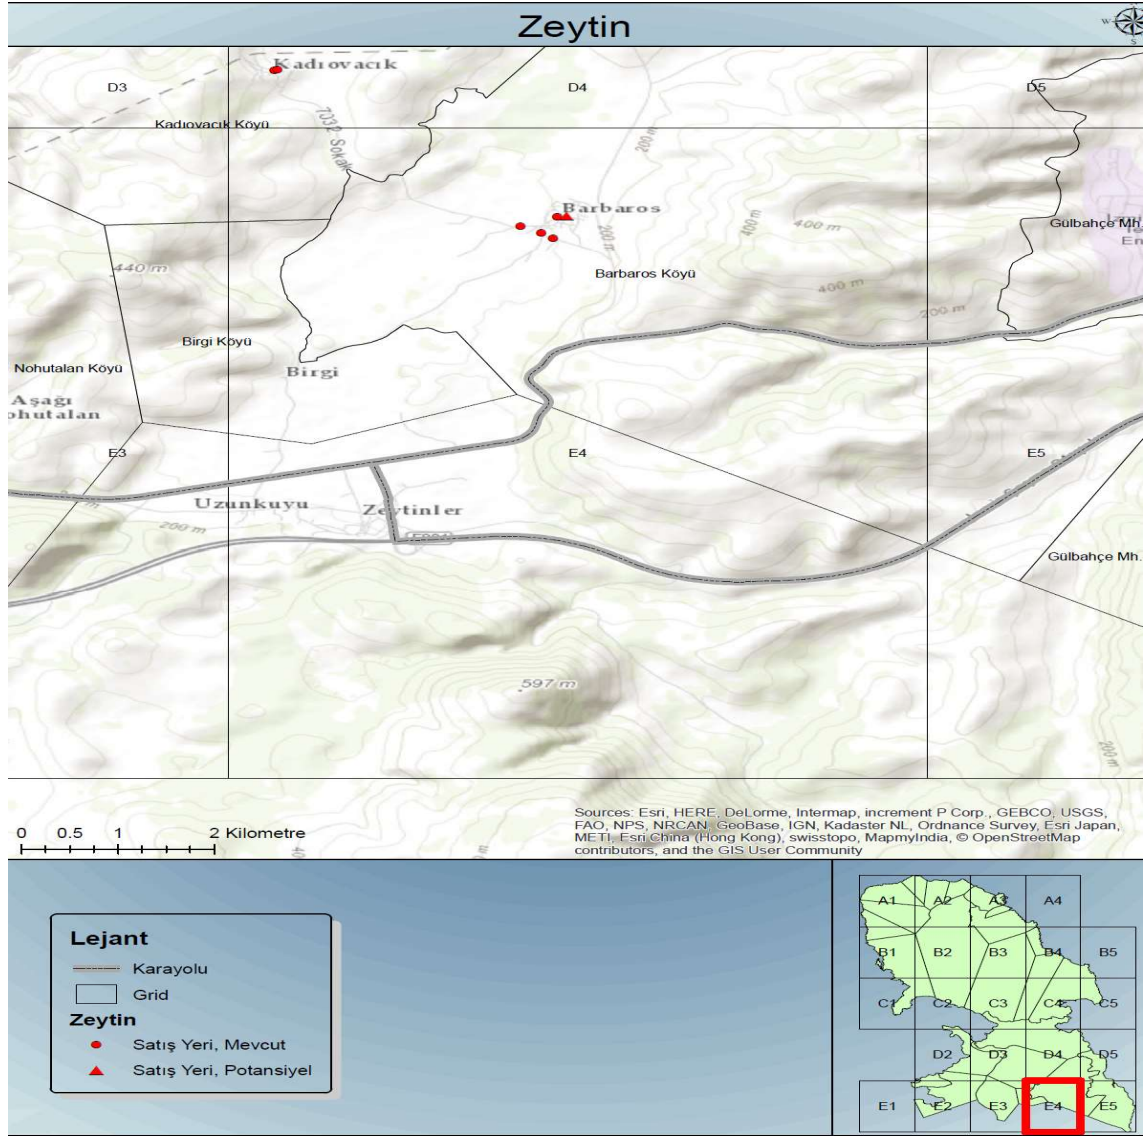 Zeytin
W
S
Kadıovacık
D3
D4
D5
Kadıovacık Köyü
7032 Sokak
200 m
Barbaros
Gülbahçe Mh.
400 m
400 m
200 m
Barbaros Köyü
440 m
400 m
200 m
Birgi Köyü
Nohutalan Köyü
Birgi
Aşağı
ohutalan
E3
E4
E5
Uzunkuyu
Zeytinler
200 m
Gülbahçe Mh.
597 m
200 m
0 0.5 1 2 Kilometre
Sources: Esri, HERE, DeLorme, Intermap, increment P Corp., GEBCO, USGS,
FAO, NPS, NRCAN, GeoBase, IGN, Kadaster NL, Ordnance Survey, Esri Japan,
METI, Esri China (Hong Kong), swisstopo, MapmyIndia, © OpenStreetMap
contributors, and the GIS User Community
Lejant
Karayolu
Grid
Zeytin
Satış Yeri, Mevcut
Satış Yeri, Potansiyel
A1 A2 A3 A4
B1 B2 B3 B4 B5
C1 C2 C3 C4 C5
D2 D3 D4 D5
E1 E2 E3 E4 E5